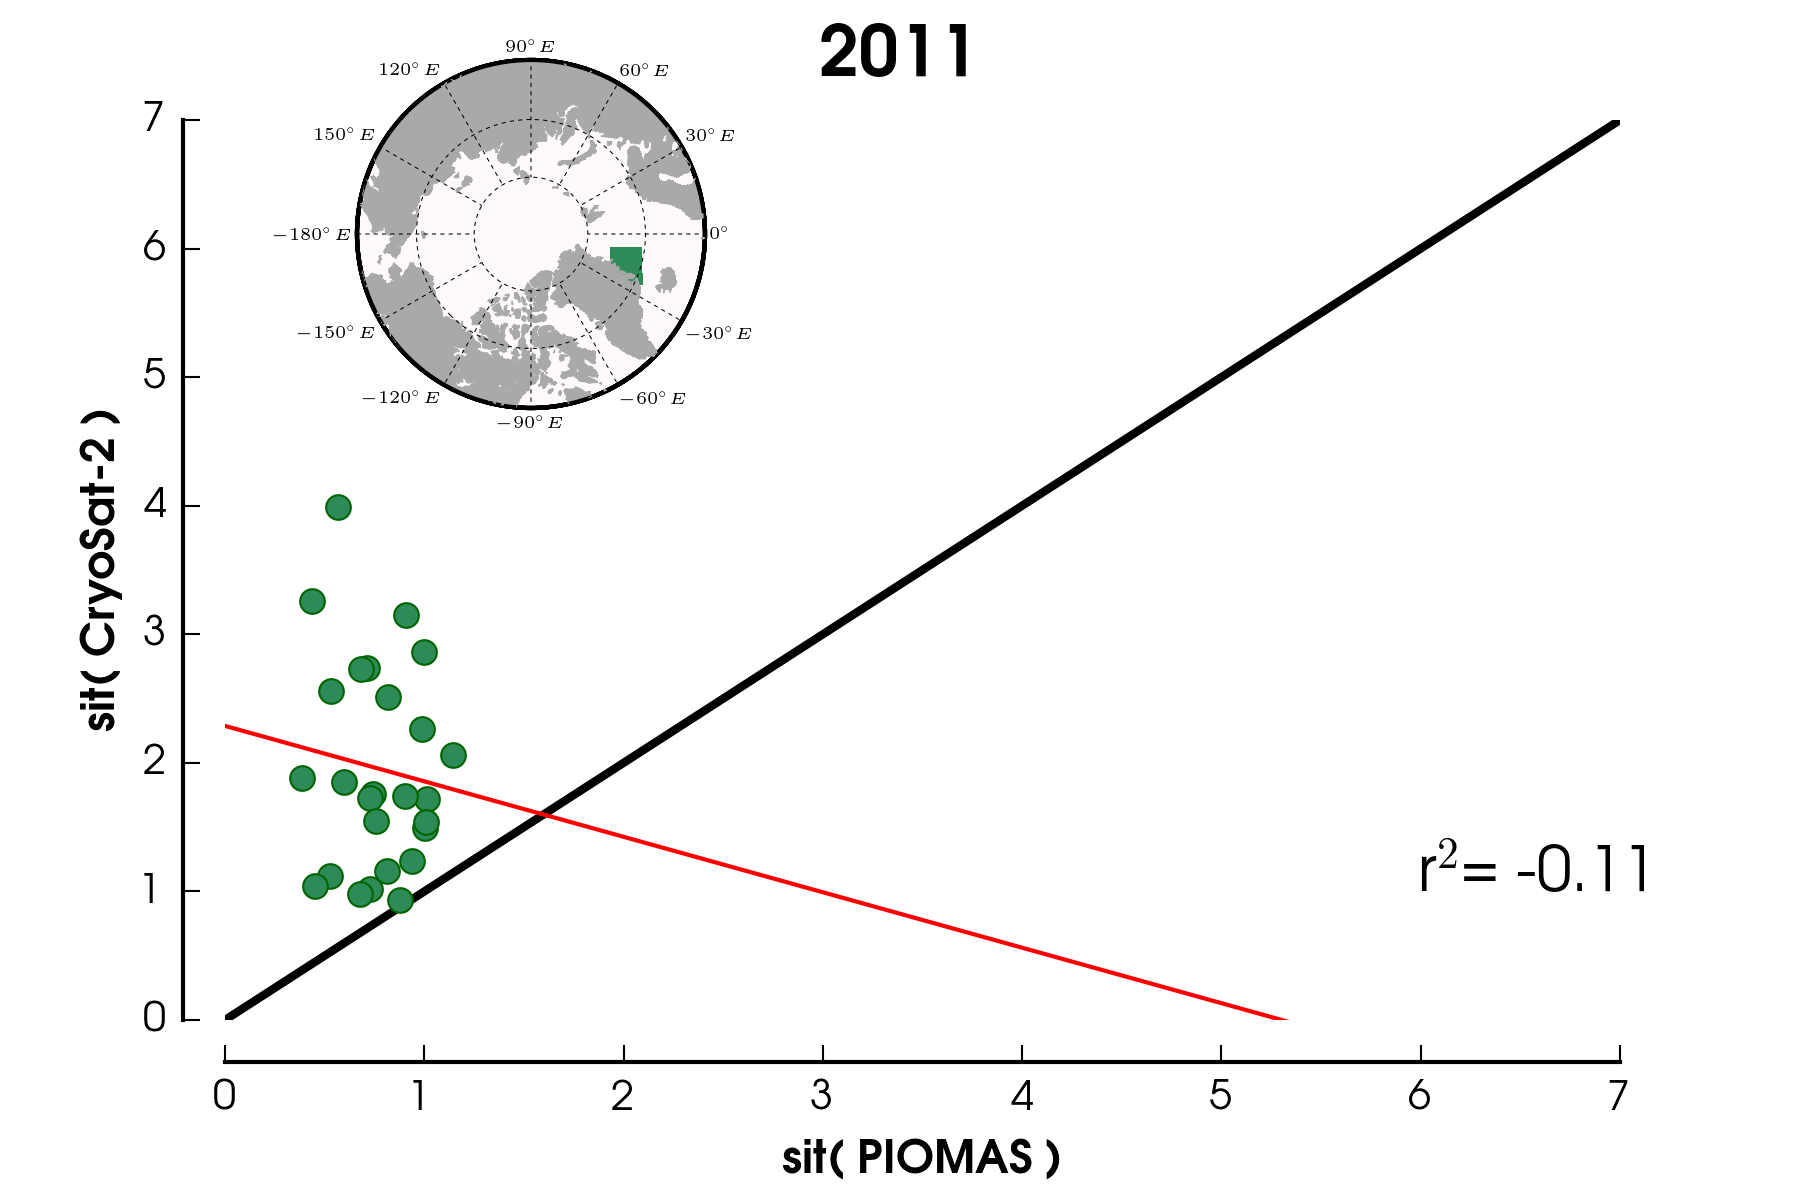 2011
90° E
120° E
60° E
150° E
30° E
−180° E
0°
−150° E
−30° E
−120° E
−60° E
−90° E
7
6
5
4
3
2
1
0
sit( CryoSat-2 )
r²= -0.11
0 1 2 3 4 5 6 7
sit( PIOMAS )